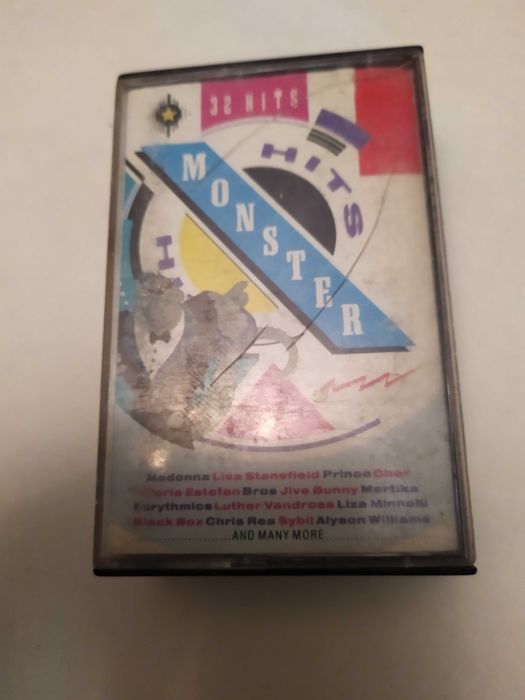 32 HITS
HITS
MONSTER
Madonna Lisa Stansfield Prince Cher
Gloria Estefan Bros Jive Bunny Martika
Eurythmics Luther Vandross Liza Minnelli
Black Box Chris Rea Sybil Alyson Williams
AND MANY MORE